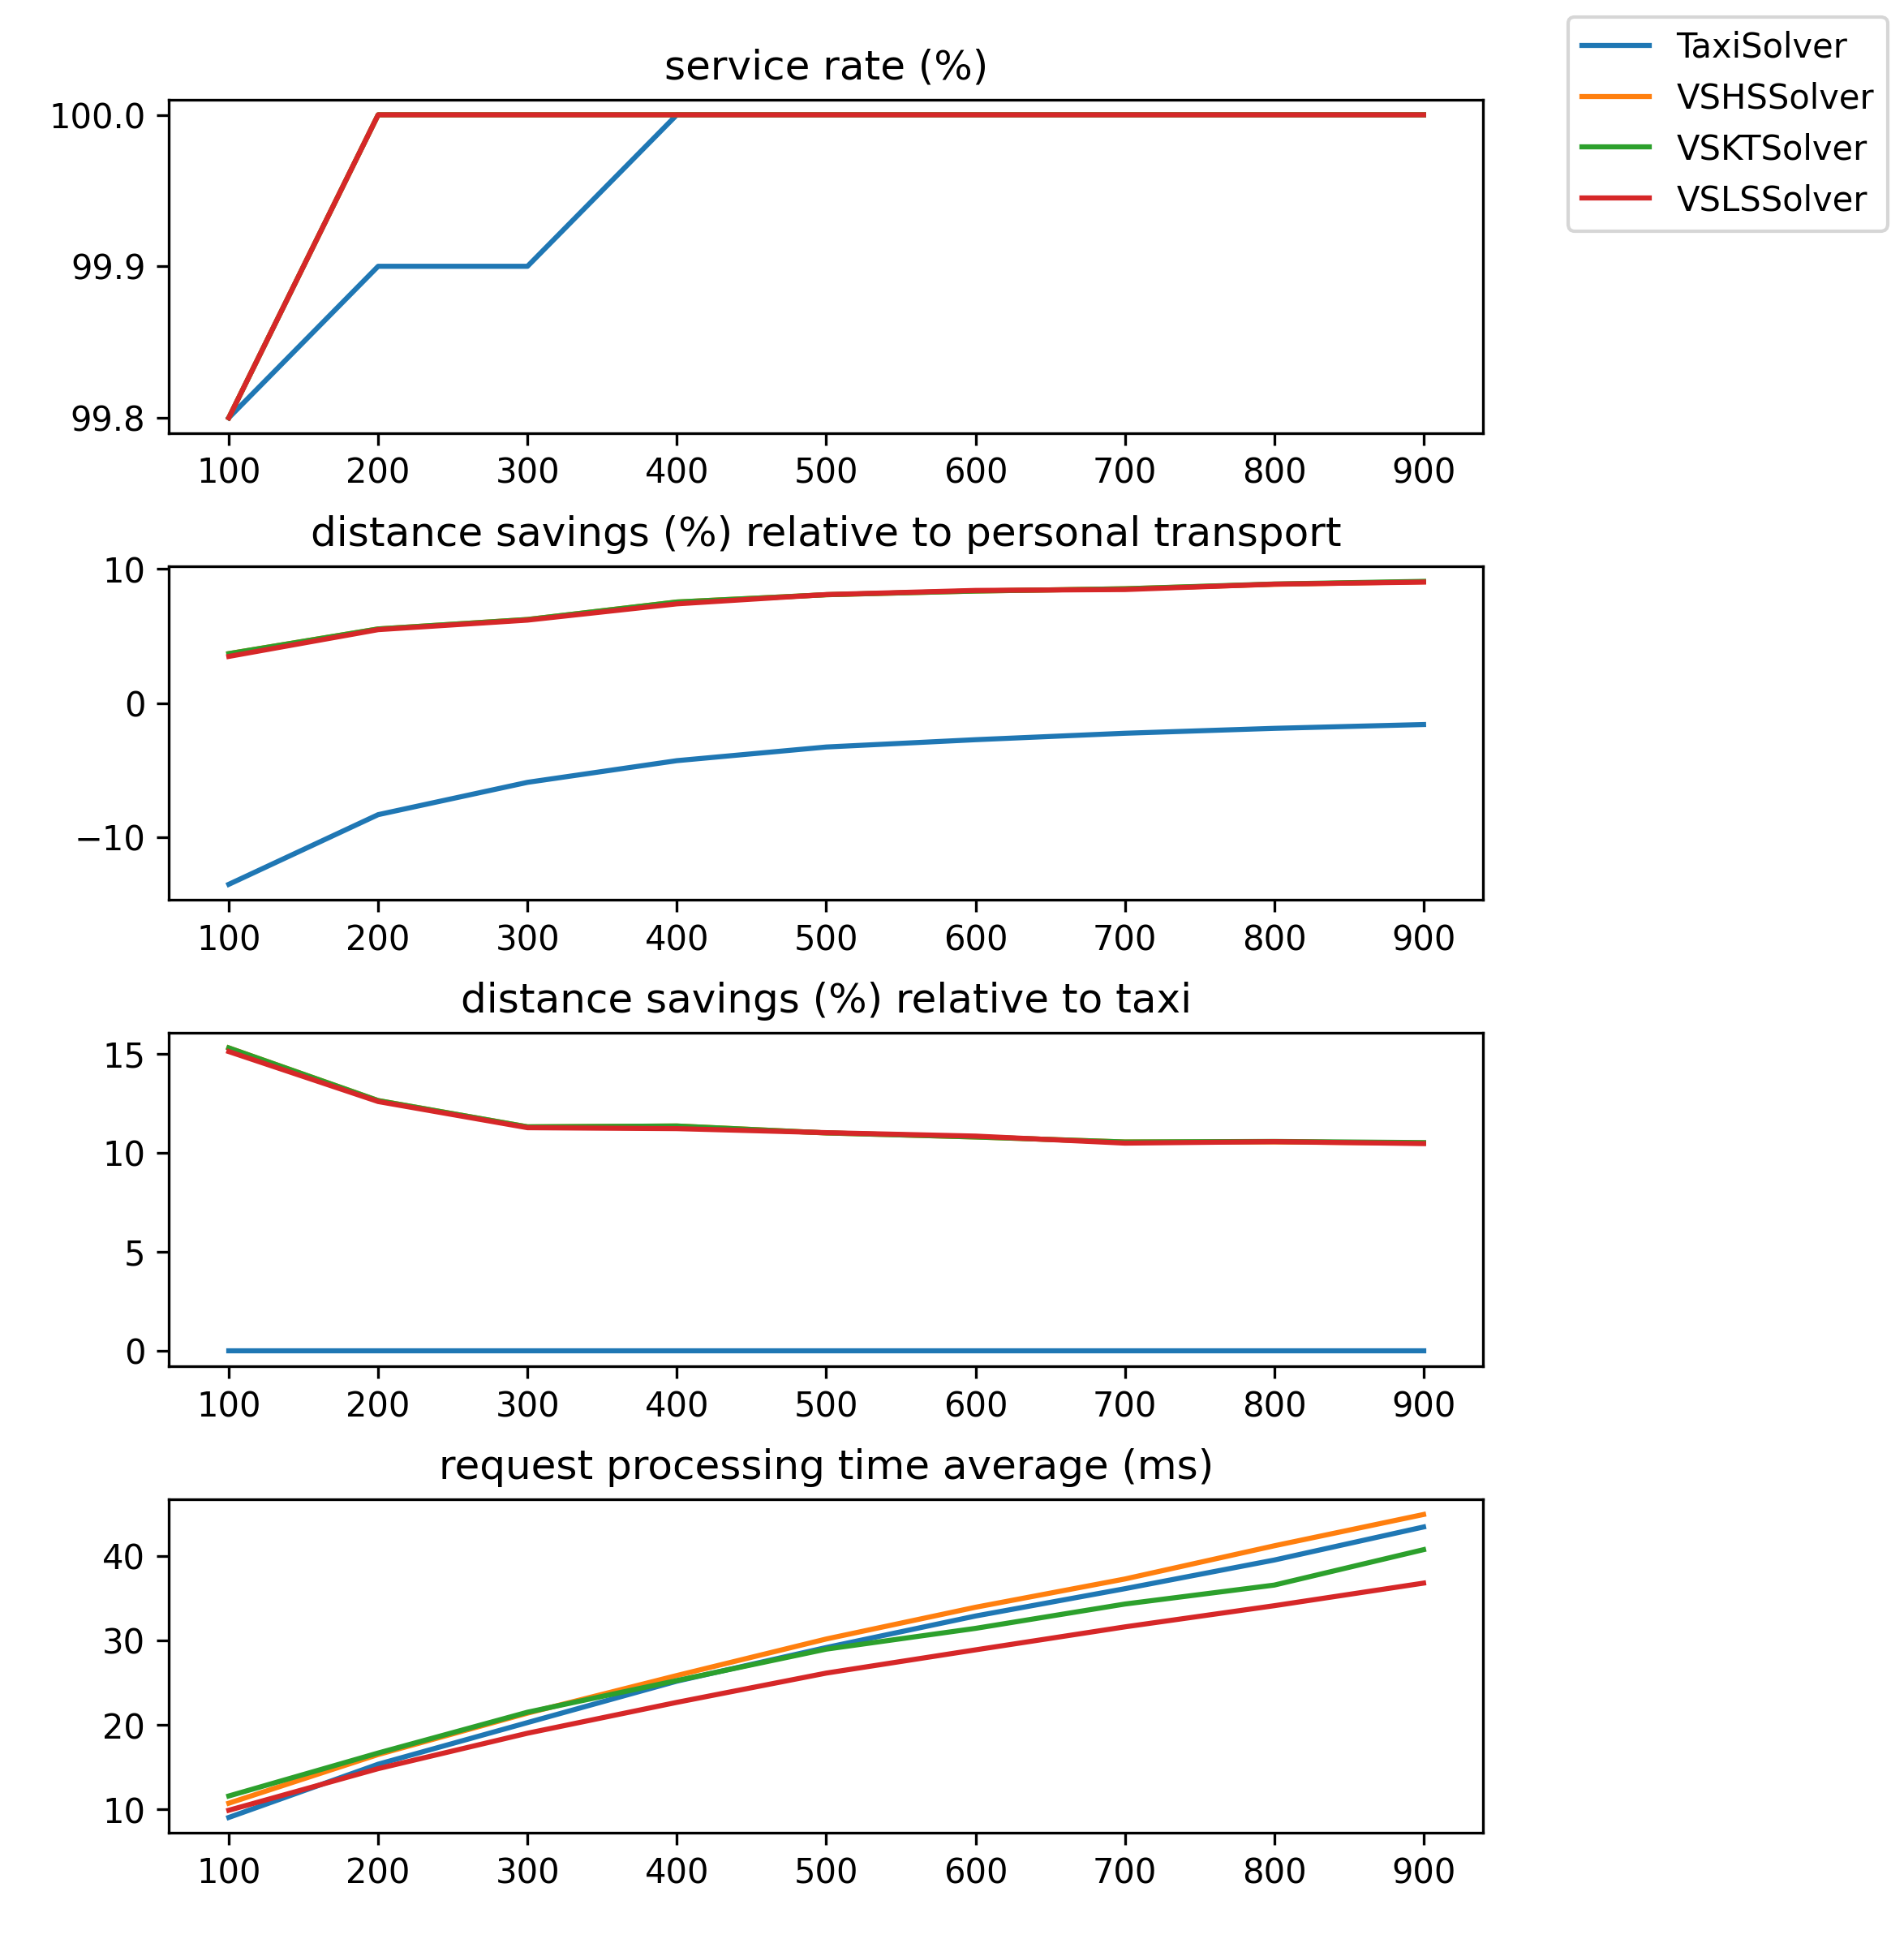 TaxiSolver
VSHSSolver
VSKTSolver
VSLSSolver
service rate (%)
100.0
99.9
99.8
100 200 300 400 500 600 700 800 900
distance savings (%) relative to personal transport
10
0
−10
100 200 300 400 500 600 700 800 900
distance savings (%) relative to taxi
15
10
5
0
100 200 300 400 500 600 700 800 900
request processing time average (ms)
40
30
20
10
100 200 300 400 500 600 700 800 900